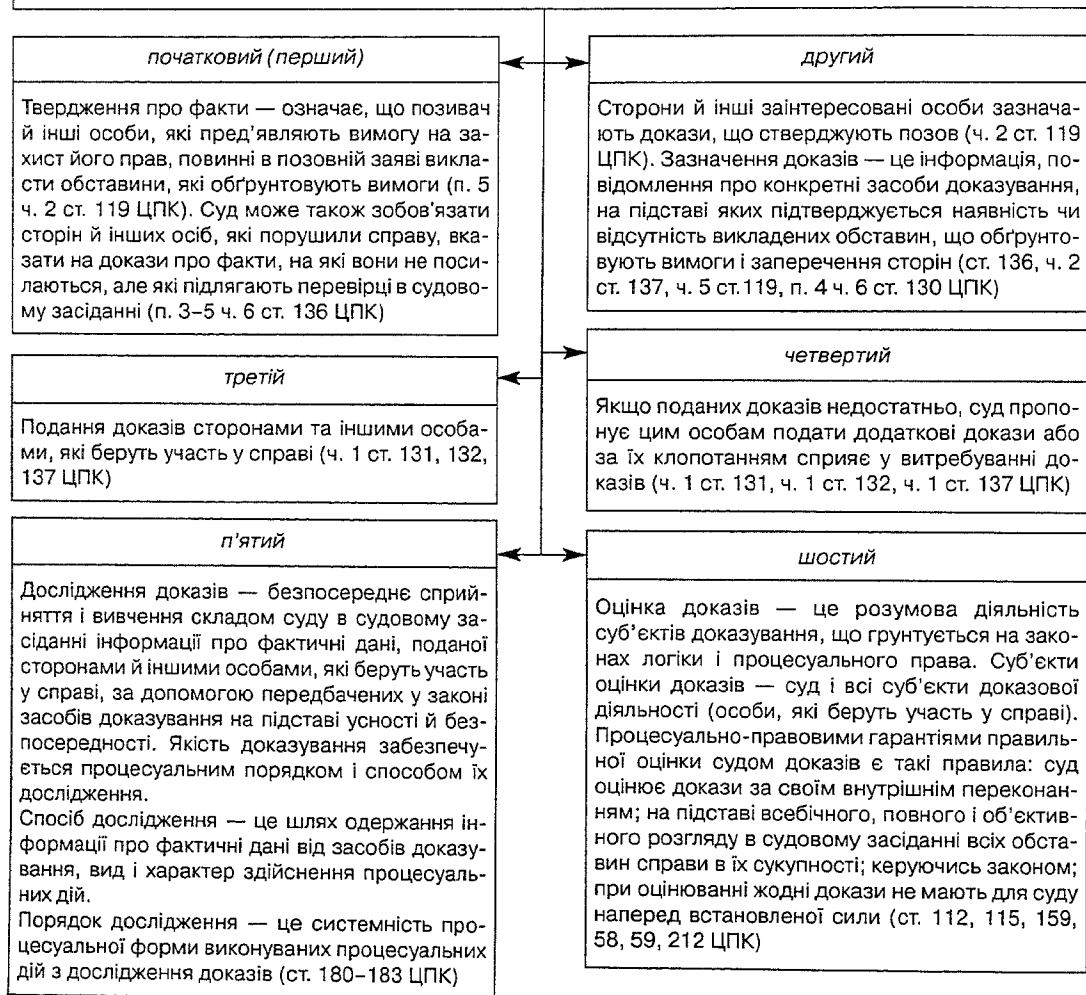 початковий (перший)
Твердження про факти — означає, що позивач
й інші особи, які пред’являють вимогу на за-
хист його прав, повинні в позовній заяві викла-
сти обставини, які обґрунтовують вимоги (п. 5
ч. 2 ст. 119 ЦПК). Суд може також зобов'язати
сторін й інших осіб, які порушили справу, вка-
зати на докази про факти, на які вони не поси-
лаються, але які підлягають перевірці в судово-
му засіданні (п. 3–5 ч. 6 ст. 136 ЦПК)
другий
Сторони й інші заінтересовані особи зазнача-
ють докази, що стверджують позов (ч. 2 ст. 119
ЦПК). Зазначення доказів — це інформація, по-
відомлення про конкретні засоби доказування,
на підставі яких підтверджується наявність чи
відсутність викладених обставин, що обґрунто-
вують вимоги і заперечення сторін (ст. 136, ч. 2
ст. 137, ч. 5 ст.119, п. 4 ч. 6 ст. 130 ЦПК)
третій
Подання доказів сторонами та іншими особа-
ми, які беруть участь у справі (ч. 1 ст. 131, 132,
137 ЦПК)
четвертий
Якщо поданих доказів недостатньо, суд пропо-
нує цим особам подати додаткові докази або
за їх клопотанням сприяє у витребуванні до-
казів (ч. 1 ст. 131, ч. 1 ст. 132, ч. 1 ст. 137 ЦПК)
п’ятий
Дослідження доказів — безпосереднє сприй-
няття і вивчення складом суду в судовому за-
сіданні інформації про фактичні дані, поданої
сторонами й іншими особами, які беруть участь
у справі, за допомогою передбачених у законі
засобів доказування на підставі усності й без-
посередності. Якість доказування забезпечу-
ється процесуальним порядком і способом їх
дослідження.
Спосіб дослідження — це шлях одержання ін-
формації про фактичні дані від засобів доказу-
вання, вид і характер здійснення процесуаль-
них дій.
Порядок дослідження — це системність про-
цесуальної форми виконуваних процесуальних
дій з дослідження доказів (ст. 180–183 ЦПК)
шостий
Оцінка доказів — це розумова діяльність
суб’єктів доказування, що грунтується на зако-
нах логіки і процесуального права. Суб’єкти
оцінки доказів — суд і всі суб’єкти доказової
діяльності (особи, які беруть участь у справі).
Процесуально-правовими гарантіями правиль-
ної оцінки судом доказів є такі правила: суд
оцінює докази за своїм внутрішнім переконан-
ням; на підставі всебічного, повного і об’єктив-
ного розгляду в судовому засіданні всіх обста-
вин справи в їх сукупності; керуючись законом;
при оцінюванні жодні докази не мають для суду
наперед встановленої сили (ст. 112, 115, 159,
58, 59, 212 ЦПК)